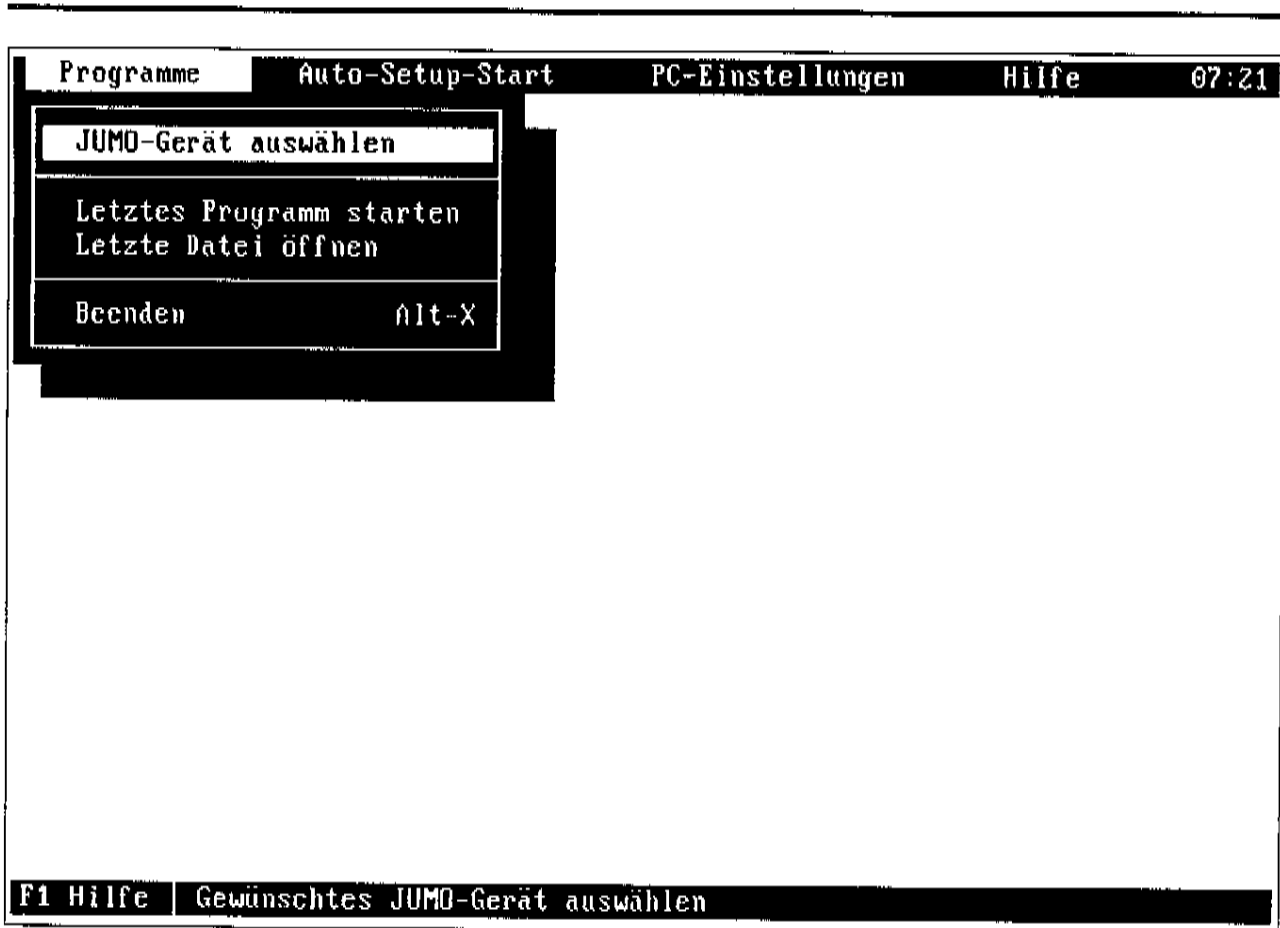 Programme Auto-Setup-Start PC-Einstellungen Hilfe 07:21
JUMO-Gerät auswählen
Letztes Programm starten
Letzte Datei öffnen
Beenden Alt-X
F1 Hilfe | Gewünschtes JUMO-Gerät auswählen